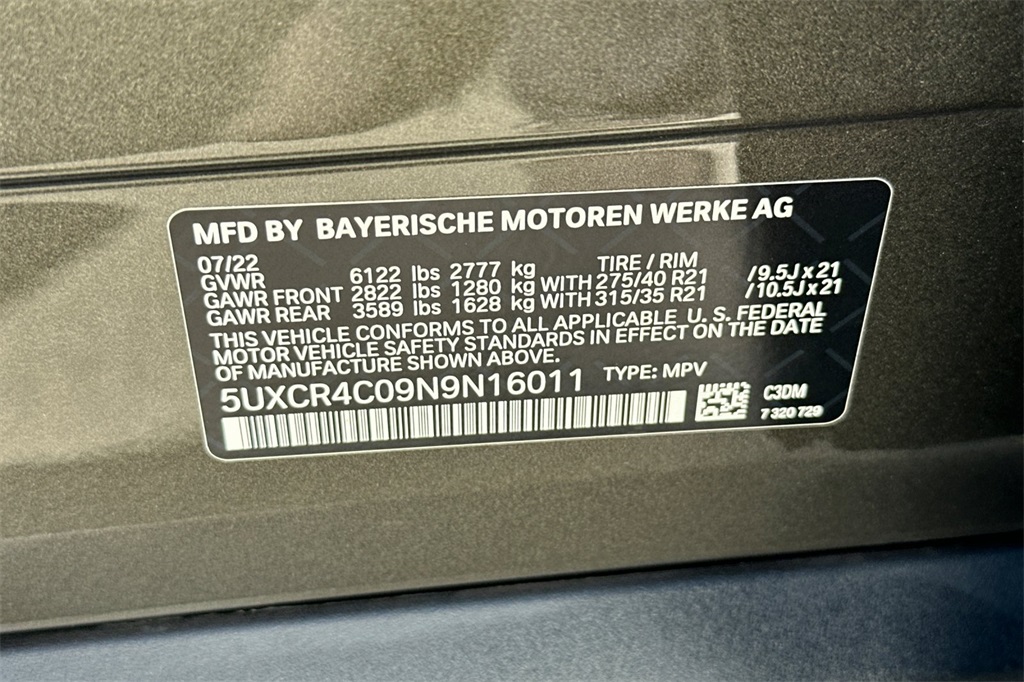 MFD BY BAYERISCHE MOTOREN WERKE AG
07/22 TIRE / RIM
GVWR 6122 lbs 2777 kg
GAWR FRONT 2822 lbs 1280 kg WITH 275/40 R21 /9.5J x 21
GAWR REAR 3589 lbs 1628 kg WITH 315/35 R21 /10.5J x 21
THIS VEHICLE CONFORMS TO ALL APPLICABLE U. S. FEDERAL
MOTOR VEHICLE SAFETY STANDARDS IN EFFECT ON THE DATE
OF MANUFACTURE SHOWN ABOVE.
5UXCR4C09N9N16011 TYPE: MPV
C3DM
7 320 729